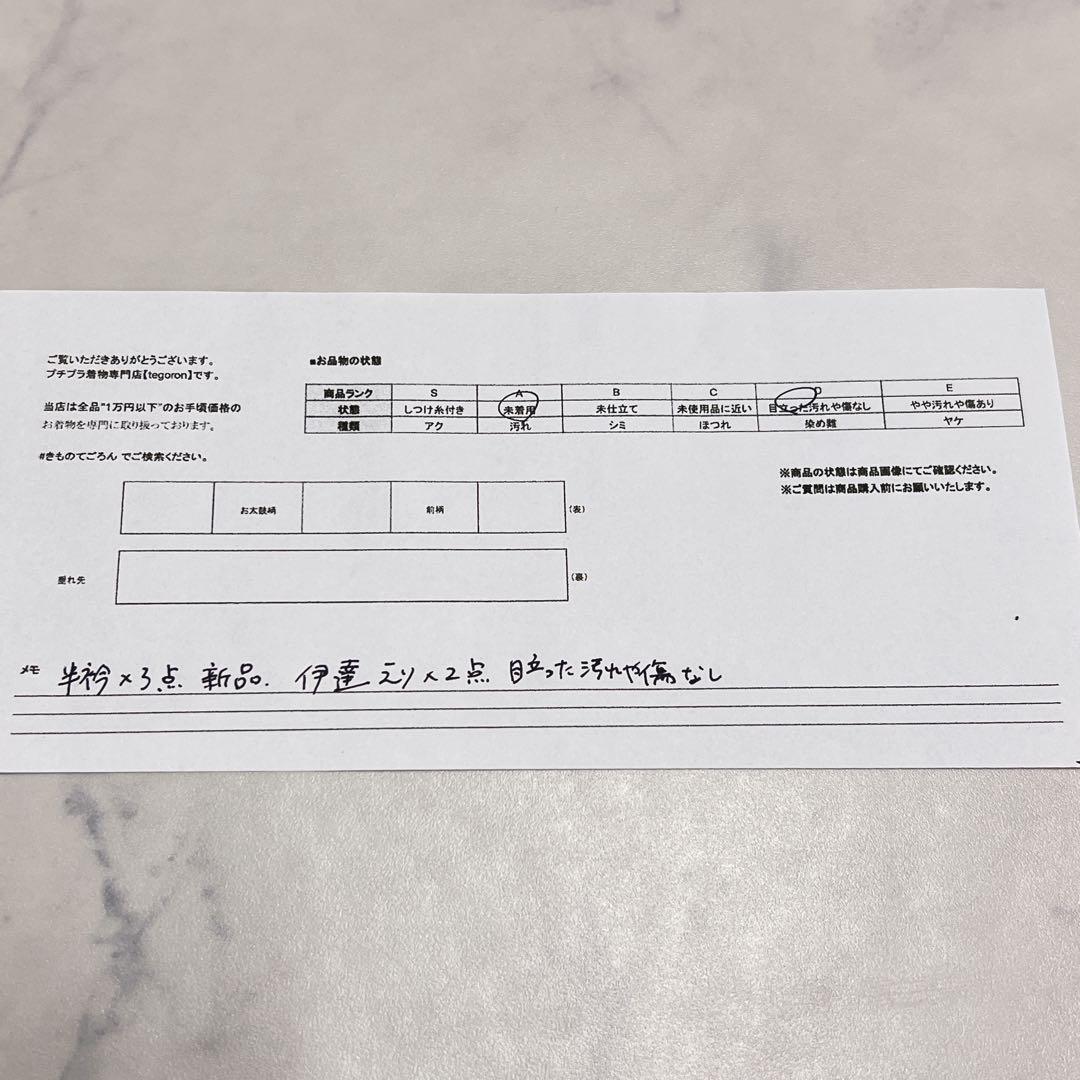 ご覧いただきありがとうございます。
プチプラ着物専門店【tegoron】です。
当店は全品"1万円以下"のお手頃価格の
お着物を専門に取り扱っております。
#きものてごろん でご検索ください。
■お品物の状態
商品ランク S A B C D E
状態 しつけ糸付き 未着用 未仕立て 未使用品に近い 目立った汚れや傷なし やや汚れや傷あり
種類 アク 汚れ シミ ほつれ 染め難 ヤケ
※商品の状態は商品画像にてご確認ください。
※ご質問は商品購入前にお願いいたします。
お太鼓柄 前柄 (表)
垂れ先 (裏)
メモ 半衿×3点 新品. 伊達えり×2点 目立った汚れや傷なし